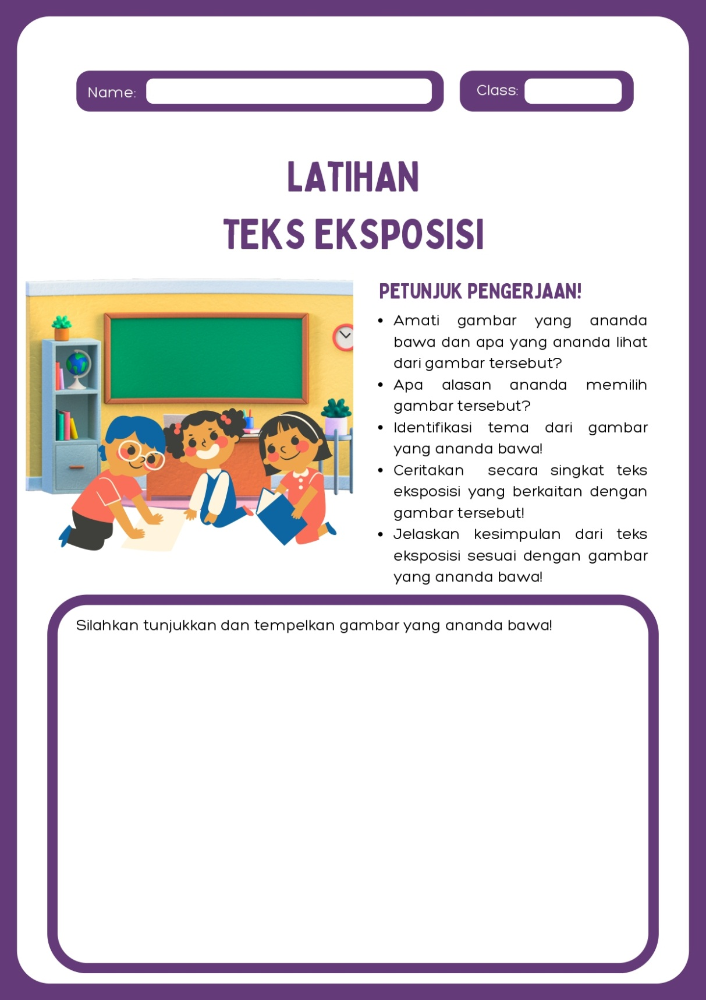 Name:
Class:
LATIHAN
TEKS EKSPOSISI
PETUNJUK PENGERJAAN!
• Amati gambar yang ananda
bawa dan apa yang ananda lihat
dari gambar tersebut?
• Apa alasan ananda memilih
gambar tersebut?
• Identifikasi tema dari gambar
yang ananda bawa!
• Ceritakan secara singkat teks
eksposisi yang berkaitan dengan
gambar tersebut!
• Jelaskan kesimpulan dari teks
eksposisi sesuai dengan gambar
yang ananda bawa!
Silahkan tunjukkan dan tempelkan gambar yang ananda bawa!